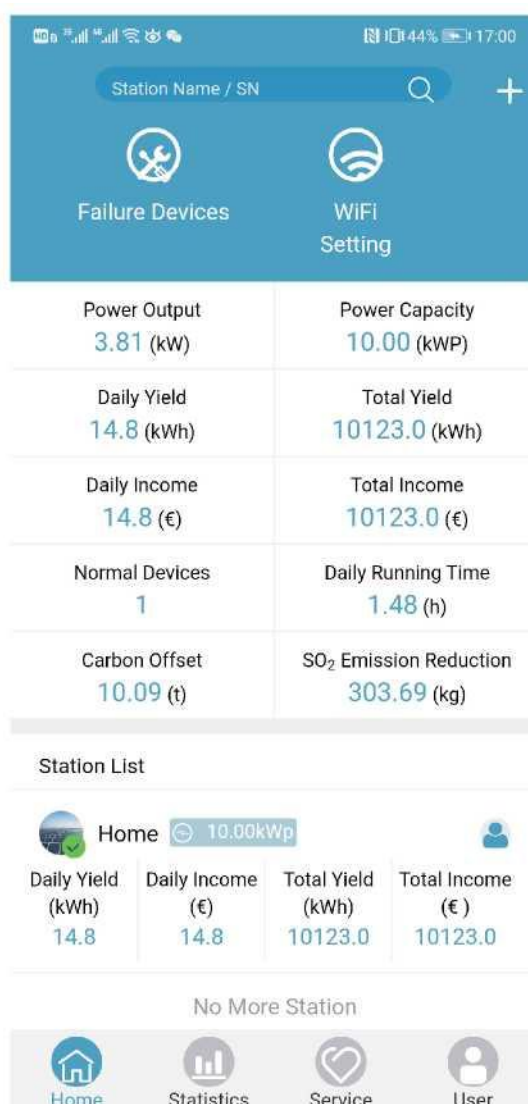 44% 17:00
Station Name / SN
Failure Devices
WiFi
Setting
Power Output
3.81 (kW)
Power Capacity
10.00 (kWP)
Daily Yield
14.8 (kWh)
Total Yield
10123.0 (kWh)
Daily Income
14.8 (€)
Total Income
10123.0 (€)
Normal Devices
1
Daily Running Time
1.48 (h)
Carbon Offset
10.09 (t)
SO₂ Emission Reduction
303.69 (kg)
Station List
Home 10.00kWp
Daily Yield
(kWh)
14.8
Daily Income
(€)
14.8
Total Yield
(kWh)
10123.0
Total Income
(€ )
10123.0
No More Station
Home Statistics Service User